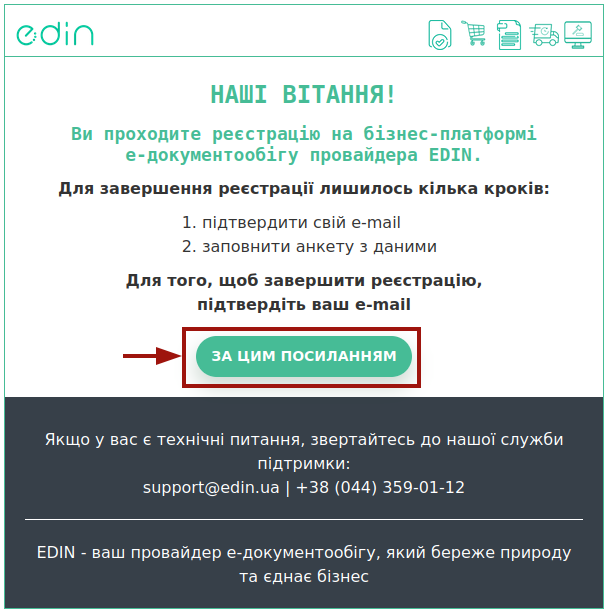 edin
НАШІ ВІТАННЯ!
Ви проходите реєстрацію на бізнес-платформі
е-документообігу провайдера EDIN.
Для завершення реєстрації лишилось кілька кроків:
1. підтвердити свій e-mail
2. заповнити анкету з даними
Для того, щоб завершити реєстрацію,
підтвердіть ваш e-mail
ЗА ЦИМ ПОСИЛАННЯМ
Якщо у вас є технічні питання, звертайтесь до нашої служби
підтримки:
support@edin.ua | +38 (044) 359-01-12
EDIN - ваш провайдер е-документообігу, який береже природу
та єднає бізнес